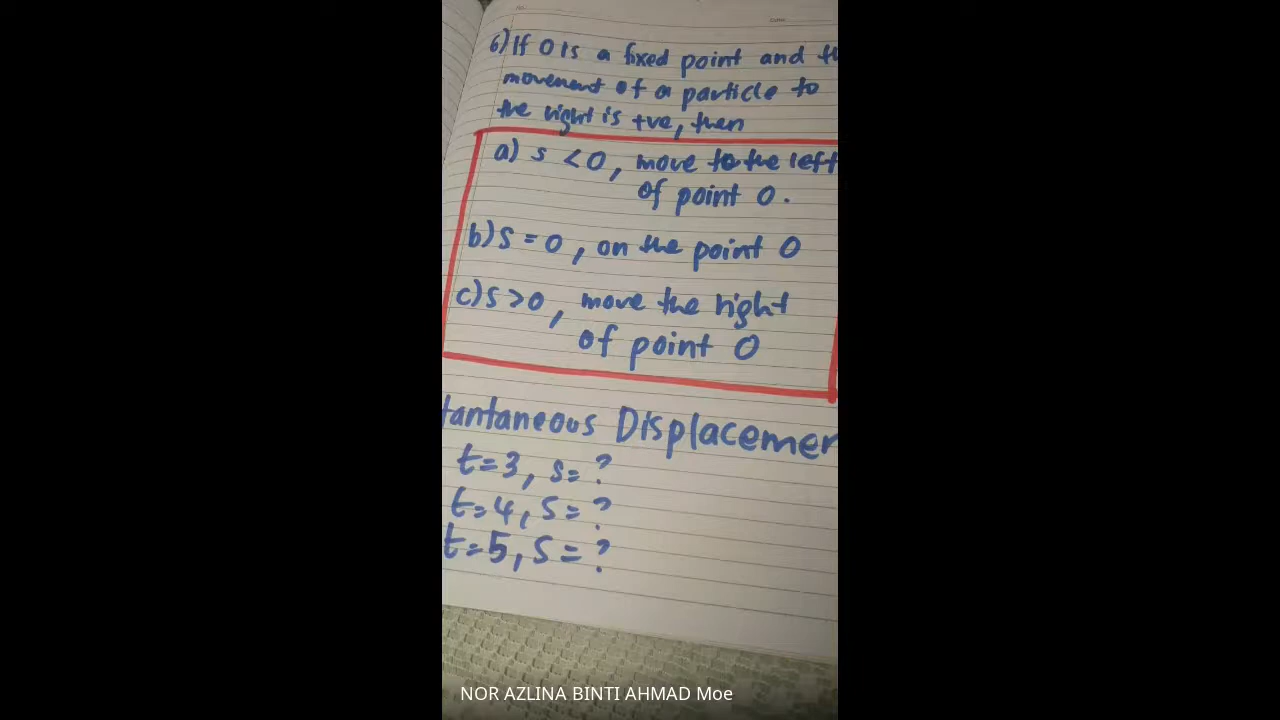 6) If O is a fixed point and th
movement of a particle to
the right is +ve, then
a) s < 0, move to the left
of point O.
b) s = 0, on the point O
c) s > 0, move the right
of point O
tantaneous Displacemen
t=3, s= ?
t=4, s= ?
t=5, s= ?
NOR AZLINA BINTI AHMAD Moe